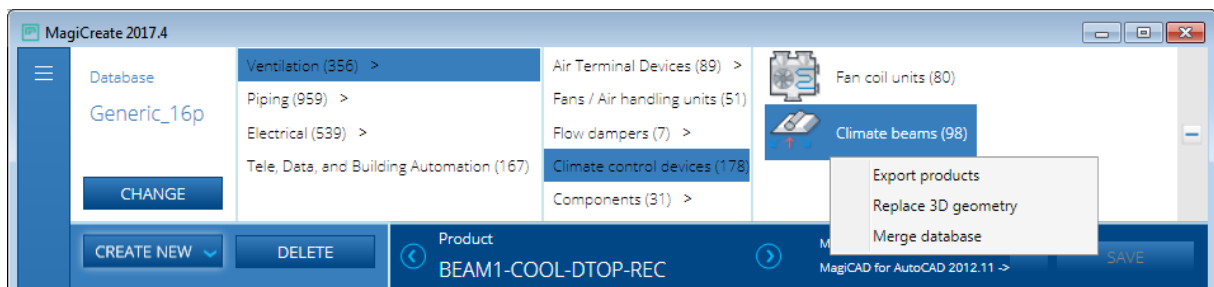 MagiCreate 2017.4
Database
Generic_16p
CHANGE
Ventilation (356) >
Piping (959) >
Electrical (539) >
Tele, Data, and Building Automation (167)
Air Terminal Devices (89) >
Fans / Air handling units (51)
Flow dampers (7) >
Climate control devices (178)
Components (31) >
Fan coil units (80)
Climate beams (98)
Export products
Replace 3D geometry
Merge database
CREATE NEW
DELETE
Product
BEAM1-COOL-DTOP-REC
MagiCAD for AutoCAD 2012.11 ->
SAVE